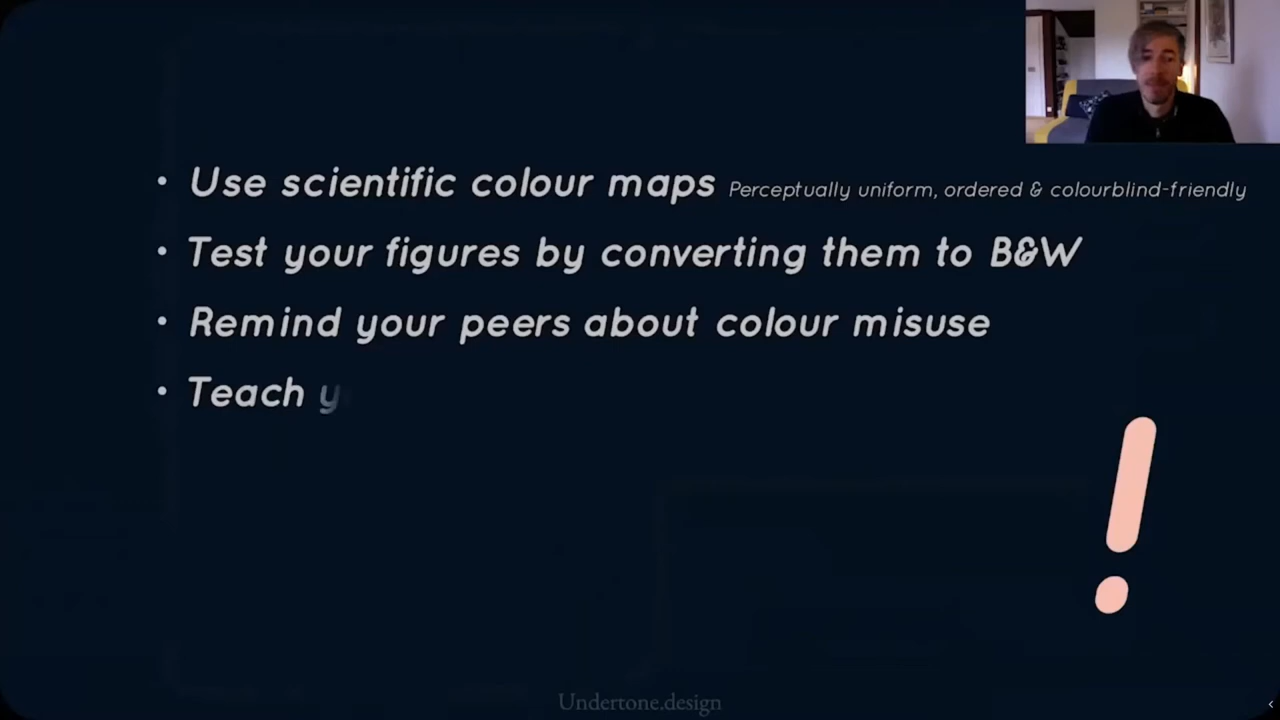 • Use scientific colour maps Perceptually uniform, ordered & colourblind-friendly
• Test your figures by converting them to B&W
• Remind your peers about colour misuse
• Teach y
!
Undertone.design